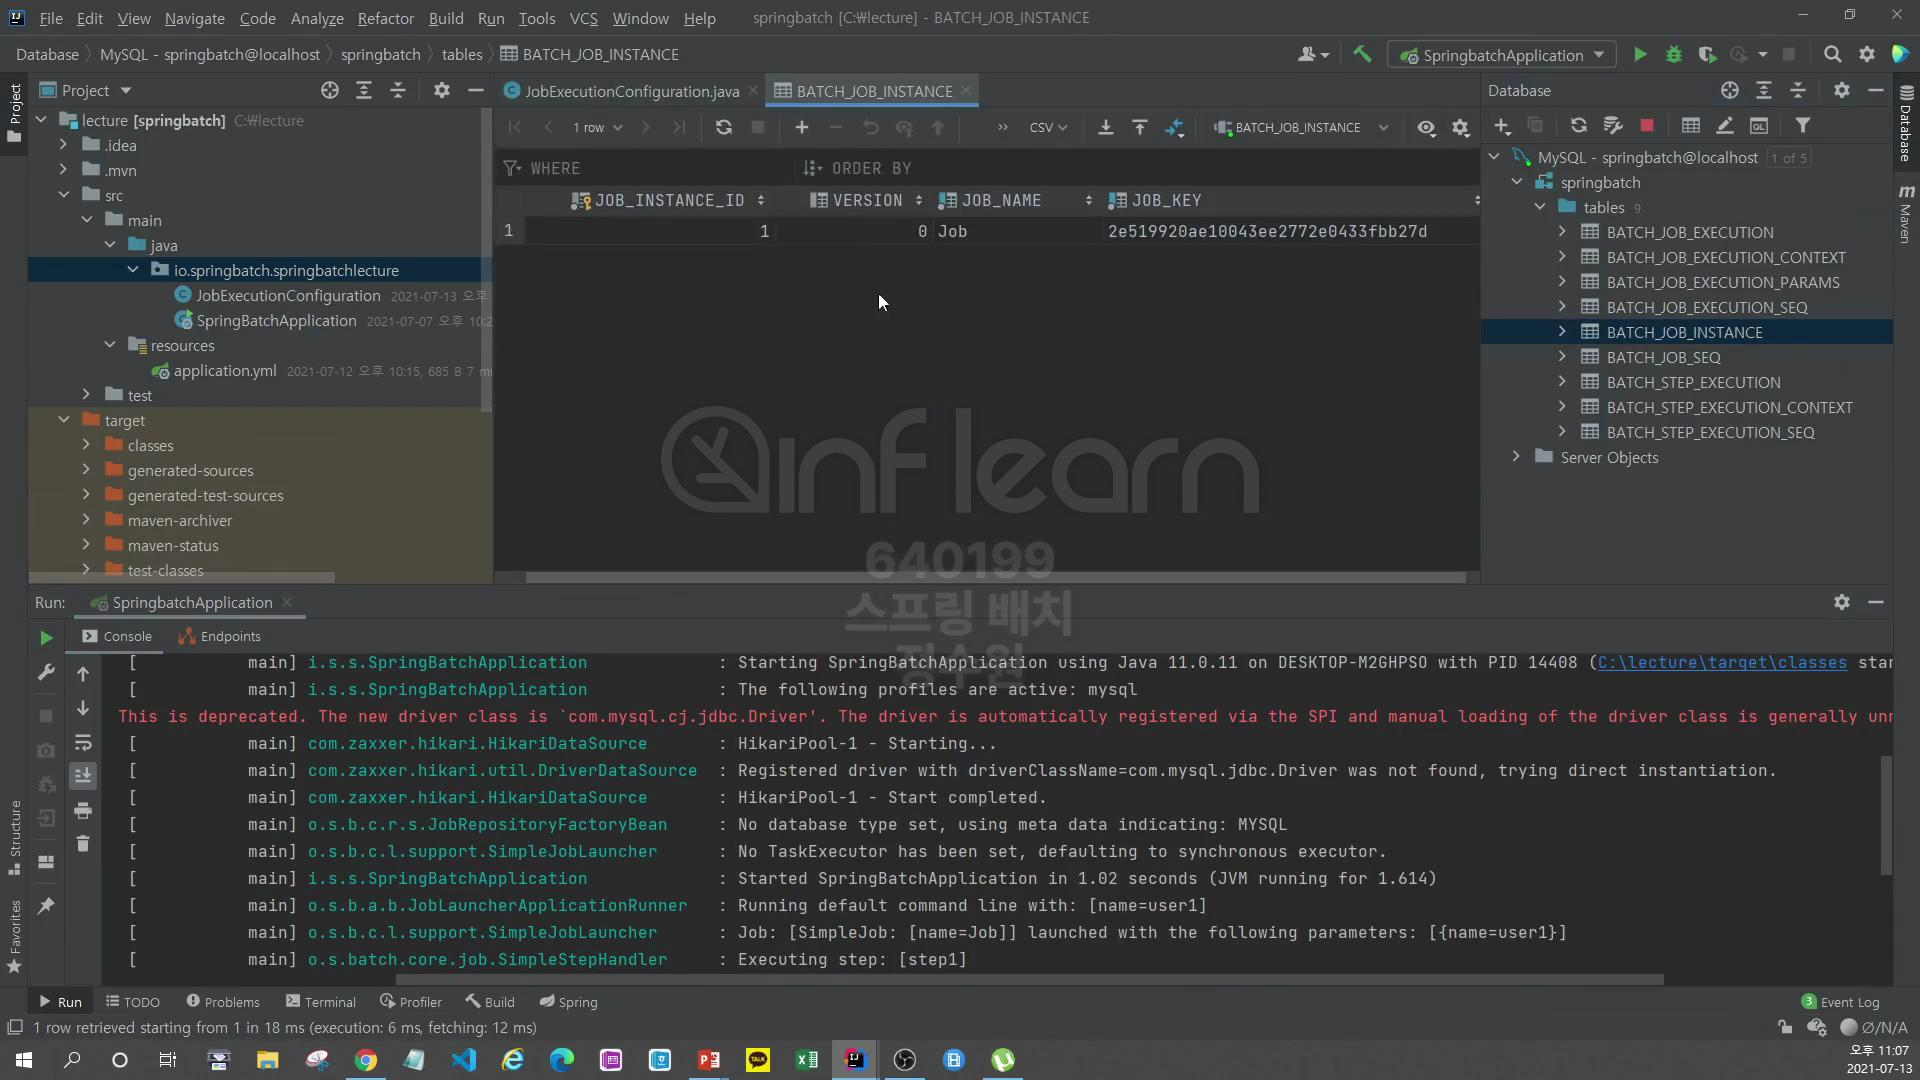 File Edit View Navigate Code Analyze Refactor Build Run Tools VCS Window Help springbatch [C:￦lecture] - BATCH_JOB_INSTANCE
Database MySQL - springbatch@localhost springbatch tables BATCH_JOB_INSTANCE
SpringbatchApplication
Project
Project
lecture [springbatch] C:￦lecture
.idea
.mvn
src
main
java
io.springbatch.springbatchlecture
JobExecutionConfiguration 2021-07-13 오후
SpringBatchApplication 2021-07-07 오후 10:2
resources
application.yml 2021-07-12 오후 10:15, 685 B 7 m
test
target
classes
generated-sources
generated-test-sources
maven-archiver
maven-status
test-classes
JobExecutionConfiguration.java BATCH_JOB_INSTANCE
1 row CSV BATCH_JOB_INSTANCE
WHERE ORDER BY
JOB_INSTANCE_ID VERSION JOB_NAME JOB_KEY
1 1 0 Job 2e519920ae10043ee2772e0433fbb27d
inflearn
640199
스프링 배치
정수원
Database
MySQL - springbatch@localhost 1 of 5
springbatch
tables 9
BATCH_JOB_EXECUTION
BATCH_JOB_EXECUTION_CONTEXT
BATCH_JOB_EXECUTION_PARAMS
BATCH_JOB_EXECUTION_SEQ
BATCH_JOB_INSTANCE
BATCH_JOB_SEQ
BATCH_STEP_EXECUTION
BATCH_STEP_EXECUTION_CONTEXT
BATCH_STEP_EXECUTION_SEQ
Server Objects
Database
m Maven
Run: SpringbatchApplication
Console Endpoints
[ main] i.s.s.SpringBatchApplication : Starting SpringBatchApplication using Java 11.0.11 on DESKTOP-M2GHPSO with PID 14408 (C:\lecture\target\classes star
[ main] i.s.s.SpringBatchApplication : The following profiles are active: mysql
This is deprecated. The new driver class is `com.mysql.cj.jdbc.Driver'. The driver is automatically registered via the SPI and manual loading of the driver class is generally unn
[ main] com.zaxxer.hikari.HikariDataSource : HikariPool-1 - Starting...
[ main] com.zaxxer.hikari.util.DriverDataSource : Registered driver with driverClassName=com.mysql.jdbc.Driver was not found, trying direct instantiation.
[ main] com.zaxxer.hikari.HikariDataSource : HikariPool-1 - Start completed.
[ main] o.s.b.c.r.s.JobRepositoryFactoryBean : No database type set, using meta data indicating: MYSQL
[ main] o.s.b.c.l.support.SimpleJobLauncher : No TaskExecutor has been set, defaulting to synchronous executor.
[ main] i.s.s.SpringBatchApplication : Started SpringBatchApplication in 1.02 seconds (JVM running for 1.614)
[ main] o.s.b.a.b.JobLauncherApplicationRunner : Running default command line with: [name=user1]
[ main] o.s.b.c.l.support.SimpleJobLauncher : Job: [SimpleJob: [name=Job]] launched with the following parameters: [{name=user1}]
[ main] o.s.batch.core.job.SimpleStepHandler : Executing step: [step1]
Structure
Favorites
Run TODO Problems Terminal Profiler Build Spring 3 Event Log
1 row retrieved starting from 1 in 18 ms (execution: 6 ms, fetching: 12 ms) Ø/N/A
TALK
오후 11:07
2021-07-13